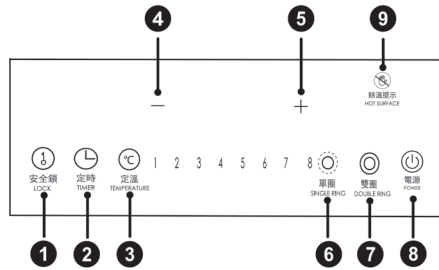 4 5 9
— +
除溫提示
HOT SURFACE
℃ 1 2 3 4 5 6 7 8
安全鎖 定時 定溫 單圈 雙圈 電源
LOCK TIMER TEMPERATURE SINGLE RING DOUBLE RING POWER
1 2 3 6 7 8